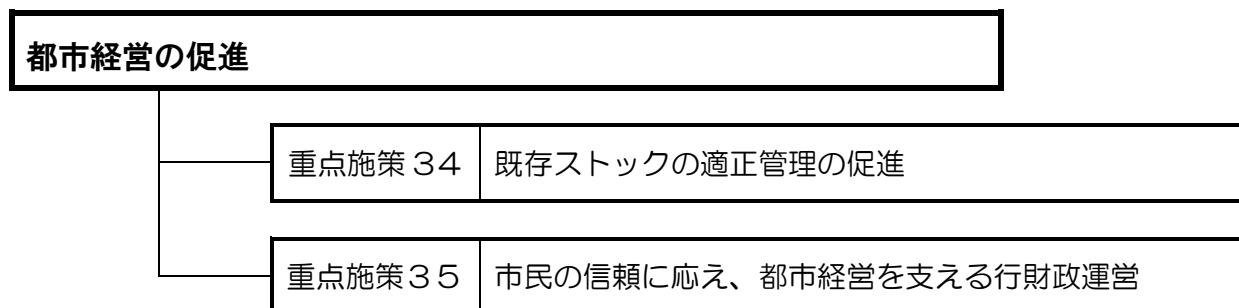 都市経営の促進
重点施策３４ 既存ストックの適正管理の促進
重点施策３５ 市民の信頼に応え、都市経営を支える行財政運営